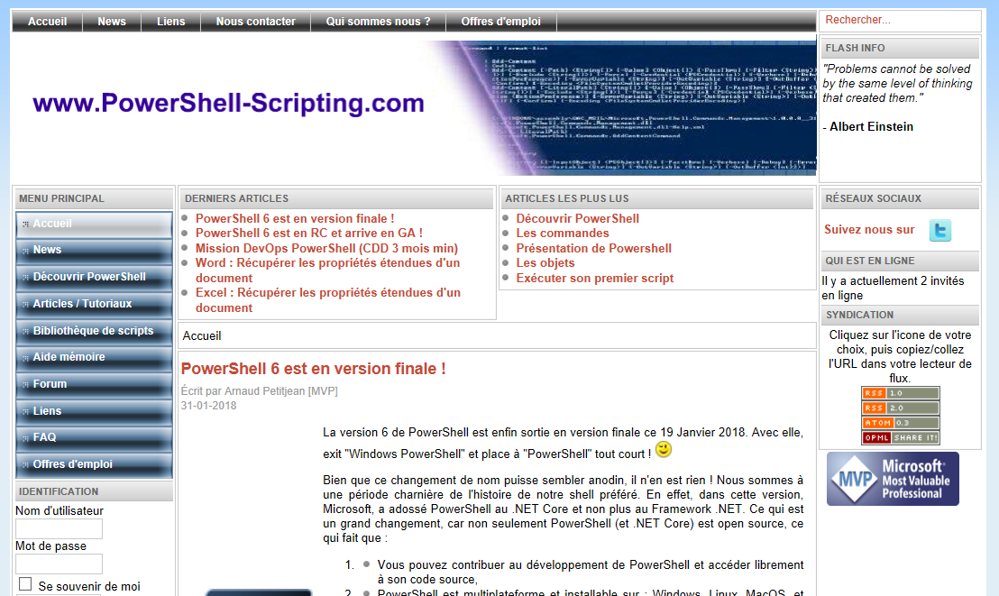 Accueil News Liens Nous contacter Qui sommes nous ? Offres d'emploi
Rechercher...
www.PowerShell-Scripting.com
FLASH INFO
"Problems cannot be solved
by the same level of thinking
that created them."
- Albert Einstein
MENU PRINCIPAL
Accueil
News
Découvrir PowerShell
Articles / Tutoriaux
Bibliothèque de scripts
Aide mémoire
Forum
Liens
FAQ
Offres d'emploi
IDENTIFICATION
Nom d'utilisateur
Mot de passe
Se souvenir de moi
DERNIERS ARTICLES
PowerShell 6 est en version finale !
PowerShell 6 est en RC et arrive en GA !
Mission DevOps PowerShell (CDD 3 mois min)
Word : Récupérer les propriétés étendues d'un
document
Excel : Récupérer les propriétés étendues d'un
document
ARTICLES LES PLUS LUS
Découvrir PowerShell
Les commandes
Présentation de Powershell
Les objets
Exécuter son premier script
Accueil
PowerShell 6 est en version finale !
Écrit par Arnaud Petitjean [MVP]
31-01-2018
La version 6 de PowerShell est enfin sortie en version finale ce 19 Janvier 2018. Avec elle,
exit "Windows PowerShell" et place à "PowerShell" tout court !
Bien que ce changement de nom puisse sembler anodin, il n'en est rien ! Nous sommes à
une période charnière de l'histoire de notre shell préféré. En effet, dans cette version,
Microsoft, a adossé PowerShell au .NET Core et non plus au Framework .NET. Ce qui est
un grand changement, car non seulement PowerShell (et .NET Core) est open source, ce
qui fait que :
1. Vous pouvez contribuer au développement de PowerShell et accéder librement
à son code source,
2. PowerShell est multiplateforme et installable sur : Windows, Linux, MacOS, et
RÉSEAUX SOCIAUX
Suivez nous sur
QUI EST EN LIGNE
Il y a actuellement 2 invités
en ligne
SYNDICATION
Cliquez sur l'icone de votre
choix, puis copiez/collez
l'URL dans votre lecteur de
flux.
RSS 1.0
RSS 2.0
ATOM 0.3
OPML SHARE IT!
MVP Microsoft®
Most Valuable
Professional